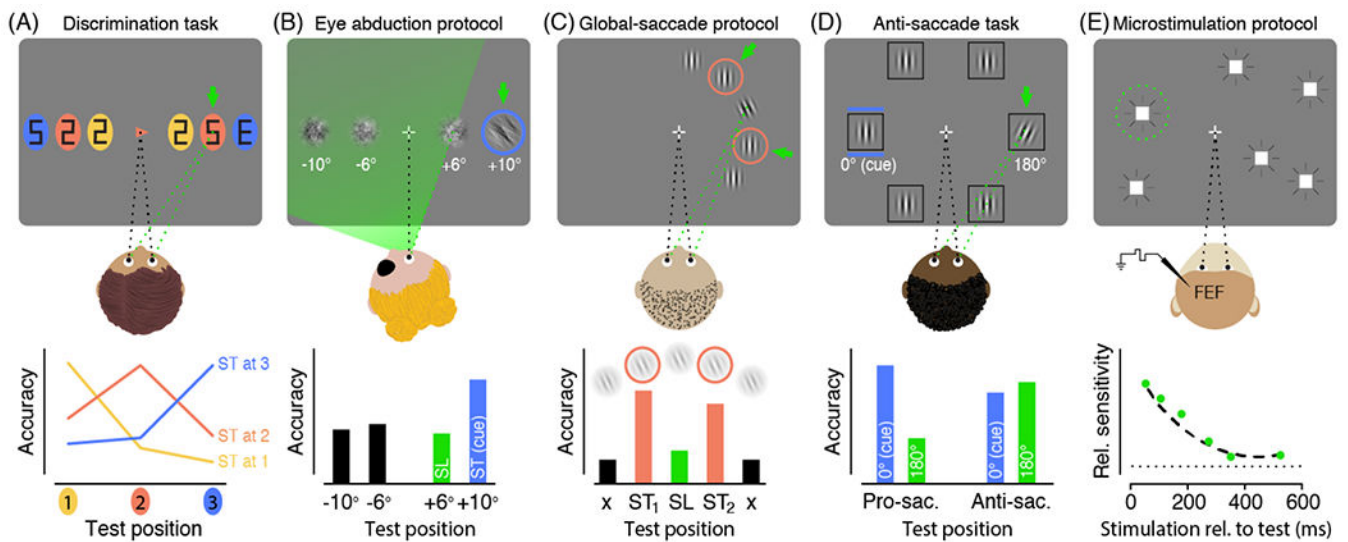 (A) Discrimination task
5 2 2 2 5 E
Accuracy
ST at 3
ST at 2
ST at 1
1 2 3
Test position
(B) Eye abduction protocol
-10° -6° +6° +10°
Accuracy
SL
ST (cue)
-10° -6° +6° +10°
Test position
(C) Global-saccade protocol
Accuracy
x ST₁ SL ST₂ x
Test position
(D) Anti-saccade task
0° (cue) 180°
Accuracy
0° (cue)
180°
0° (cue)
180°
Pro-sac. Anti-sac.
Test position
(E) Microstimulation protocol
FEF
Rel. sensitivity
0 200 400 600
Stimulation rel. to test (ms)